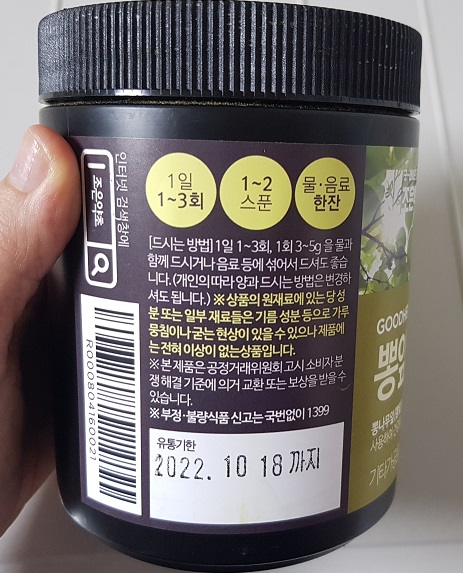 인터넷 검색창에
조은약초
1일
1~3회
1~2
스푼
물·음료
한잔
[드시는 방법] 1일 1~3회, 1회 3~5g 을 물과
함께 드시거나 음료 등에 섞어서 드셔도 좋습
니다. (개인의 따라 양과 드시는 방법은 변경하
셔도 됩니다.) ※ 상품의 원재료에 있는 당 성
분 또는 일부 재료들은 기름 성분 등으로 가루
뭉침이나 굳는 현상이 있을 수 있으나 제품에
는 전혀 이상이 없는상품입니다.
※ 본 제품은 공정거래위원회 고시 소비자 분
쟁 해결 기준에 의거 교환 또는 보상을 받을 수
있습니다.
※ 부정·불량식품 신고는 국번없이 1399
R000804160021
유통기한
2022. 10 18 까지
뽕잎
뽕나무의
기타가공